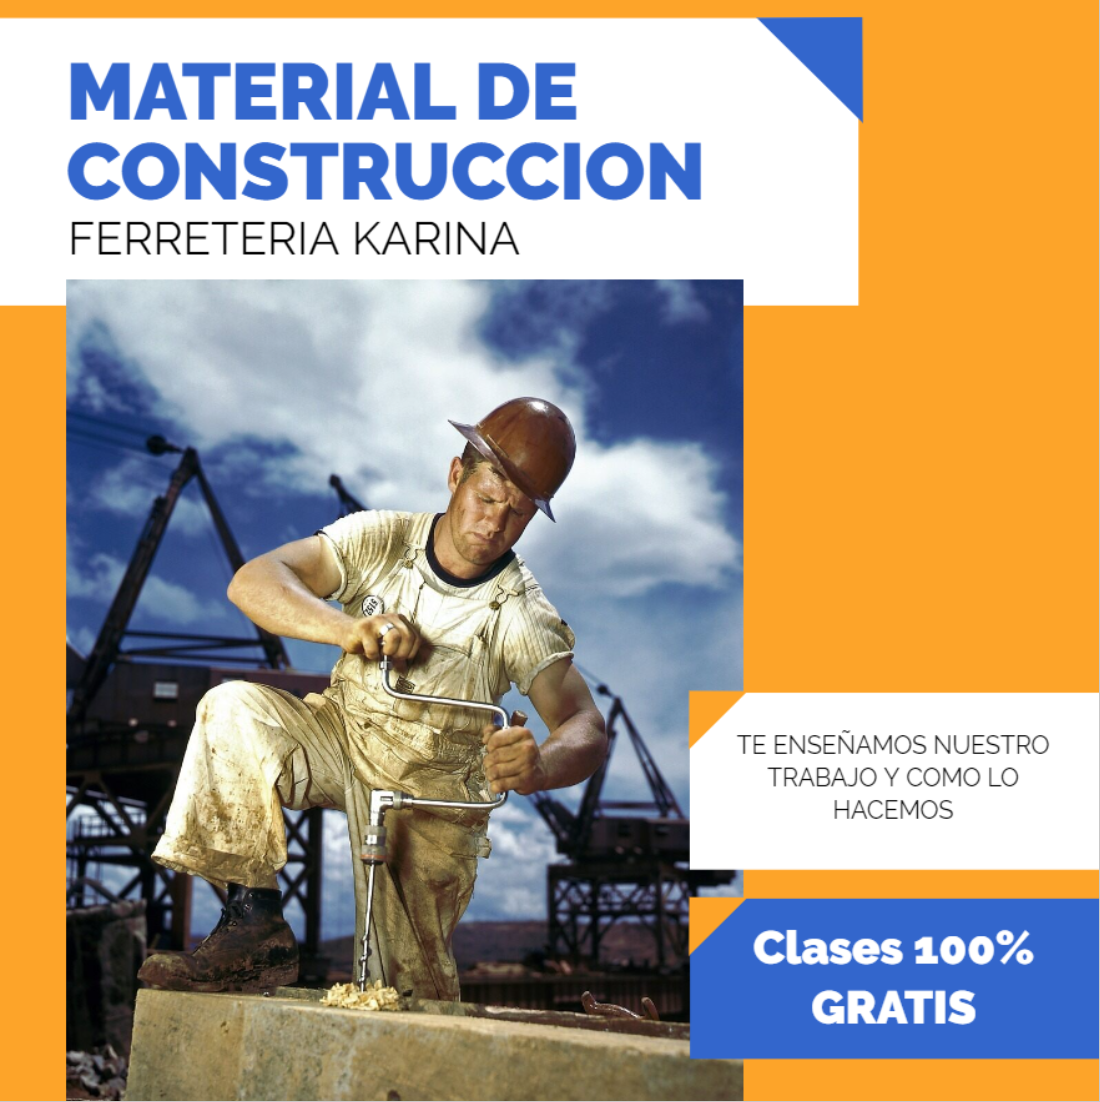 MATERIAL DE
CONSTRUCCION
FERRETERIA KARINA
TE ENSEÑAMOS NUESTRO
TRABAJO Y COMO LO
HACEMOS
Clases 100%
GRATIS